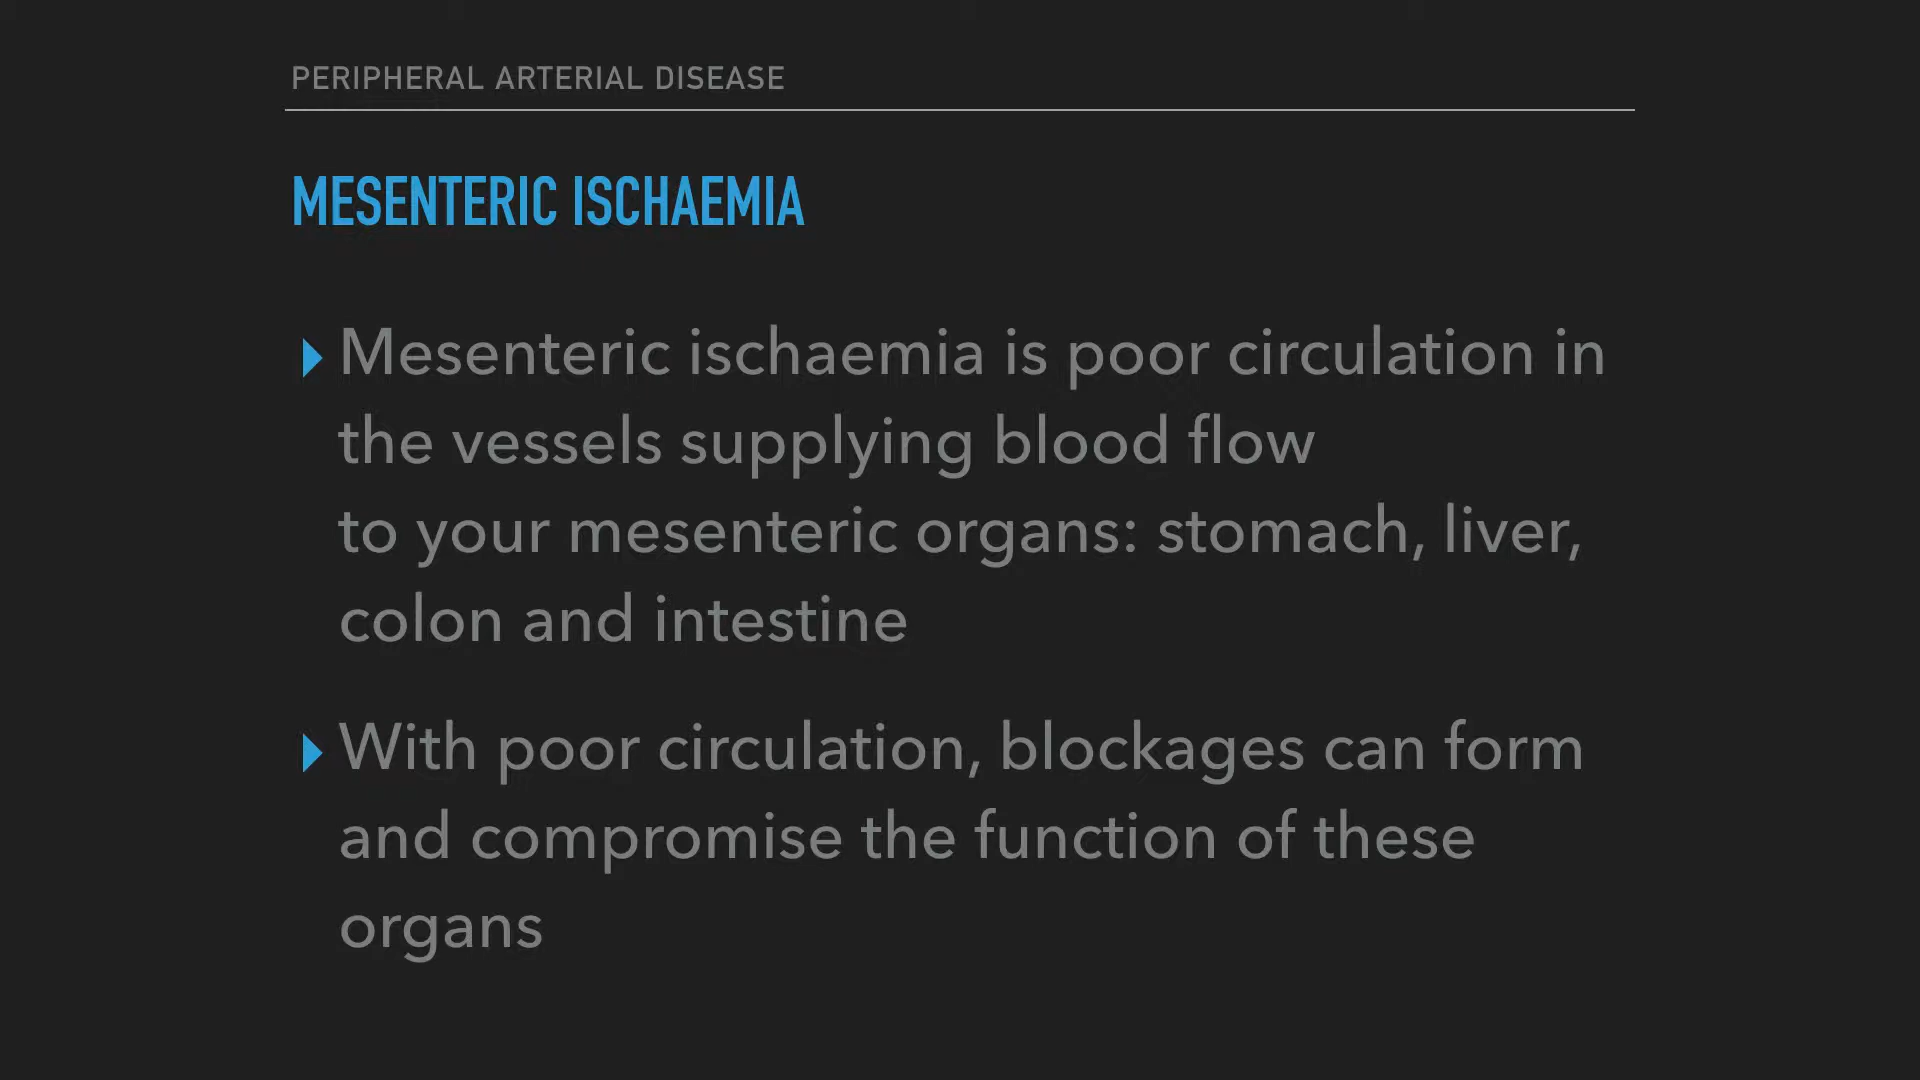 PERIPHERAL ARTERIAL DISEASE
MESENTERIC ISCHAEMIA
Mesenteric ischaemia is poor circulation in
the vessels supplying blood flow
to your mesenteric organs: stomach, liver,
colon and intestine
With poor circulation, blockages can form
and compromise the function of these
organs